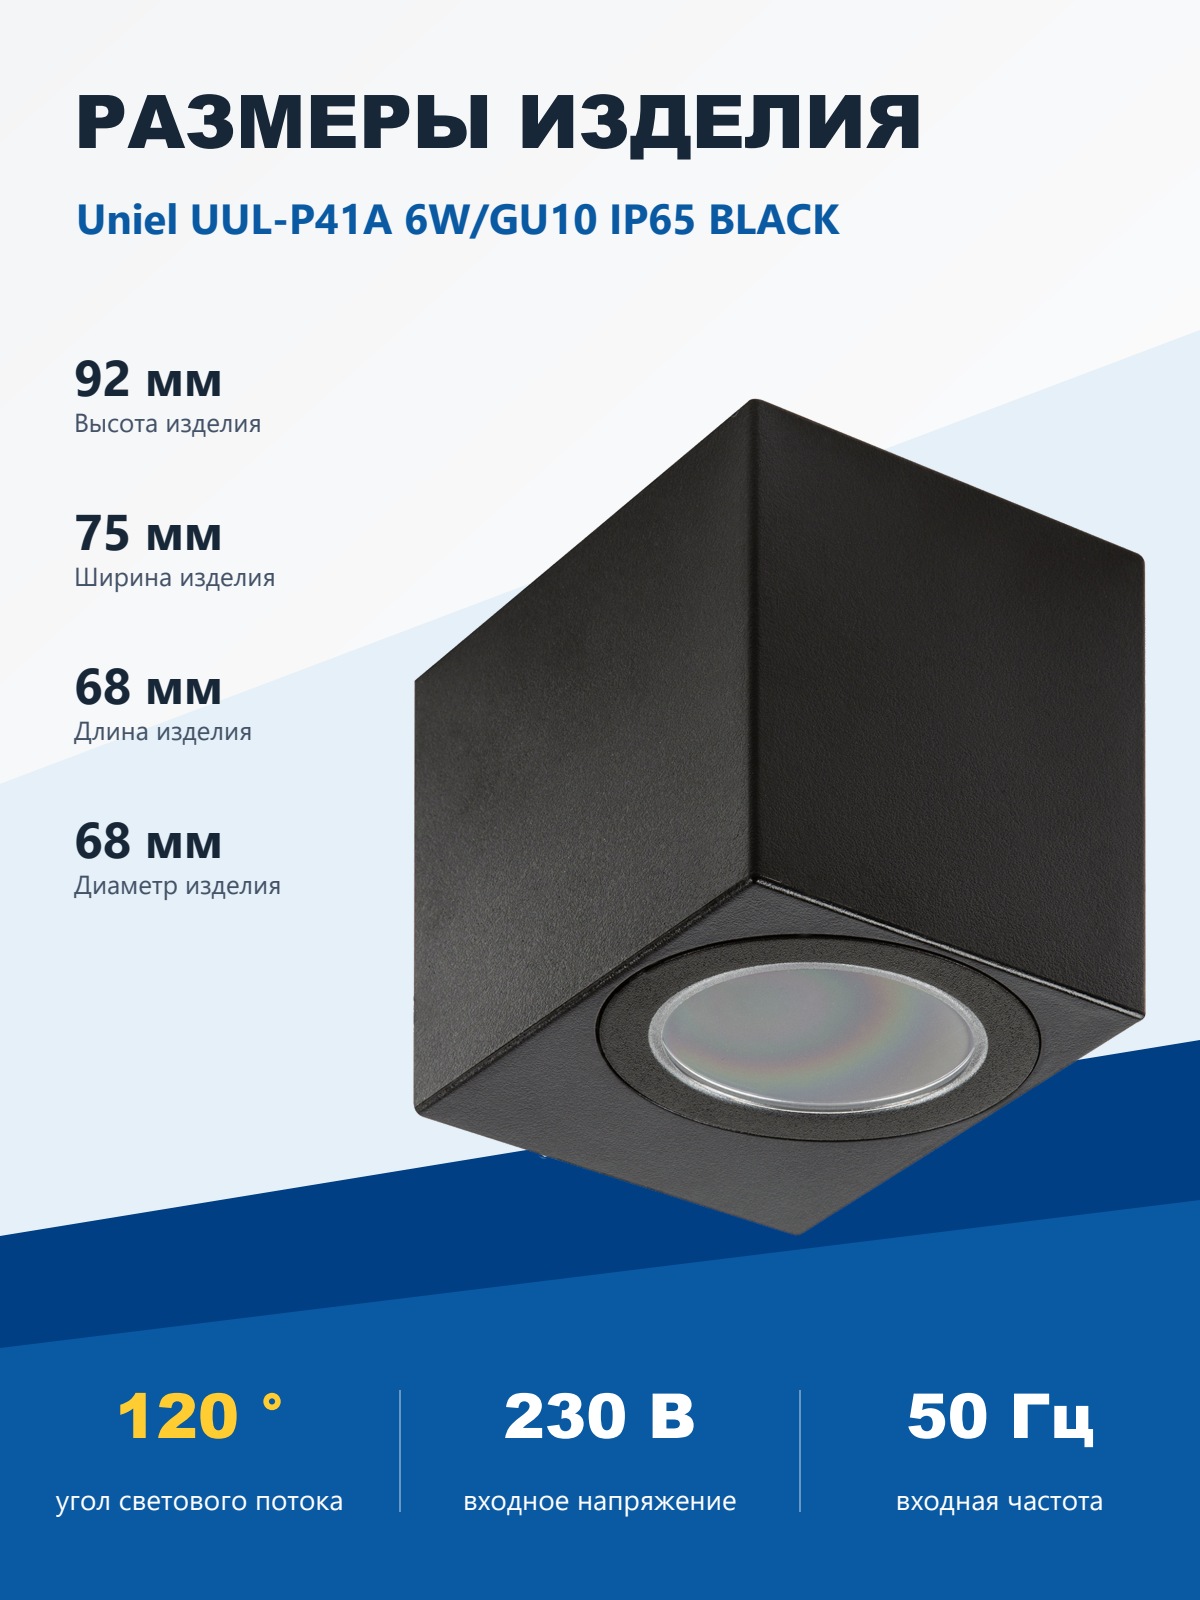 РАЗМЕРЫ ИЗДЕЛИЯ
Uniel UUL-P41A 6W/GU10 IP65 BLACK
92 мм
Высота изделия
75 мм
Ширина изделия
68 мм
Длина изделия
68 мм
Диаметр изделия
120 °
угол светового потока
230 В
входное напряжение
50 Гц
входная частота